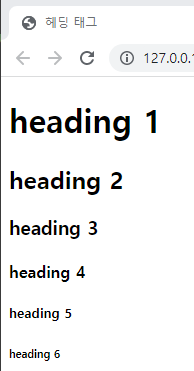 헤딩 태그
127.0.0.1
heading 1
heading 2
heading 3
heading 4
heading 5
heading 6